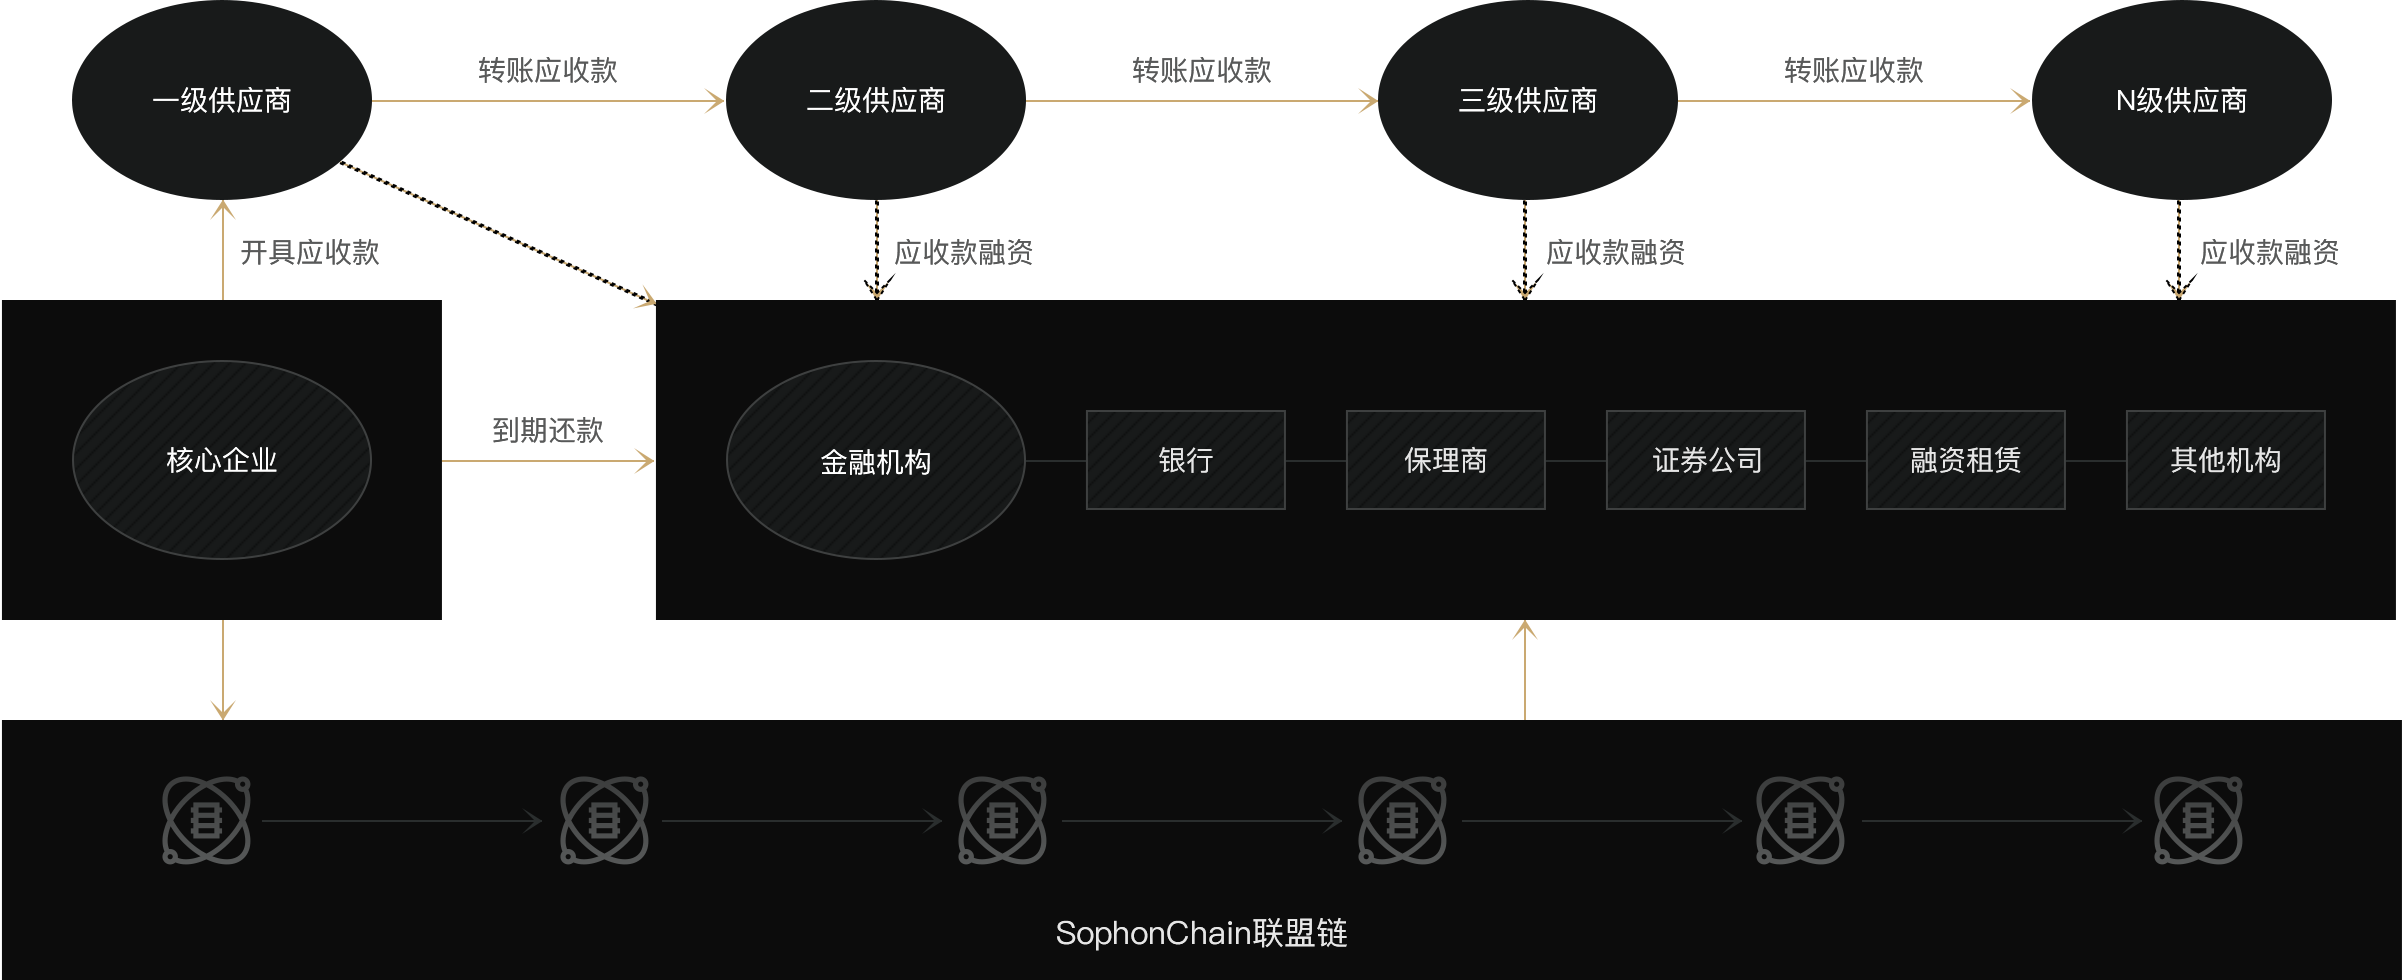 一级供应商
转账应收款
二级供应商
转账应收款
三级供应商
转账应收款
N级供应商
开具应收款
应收款融资
应收款融资
应收款融资
核心企业
到期还款
金融机构
银行
保理商
证券公司
融资租赁
其他机构
SophonChain联盟链